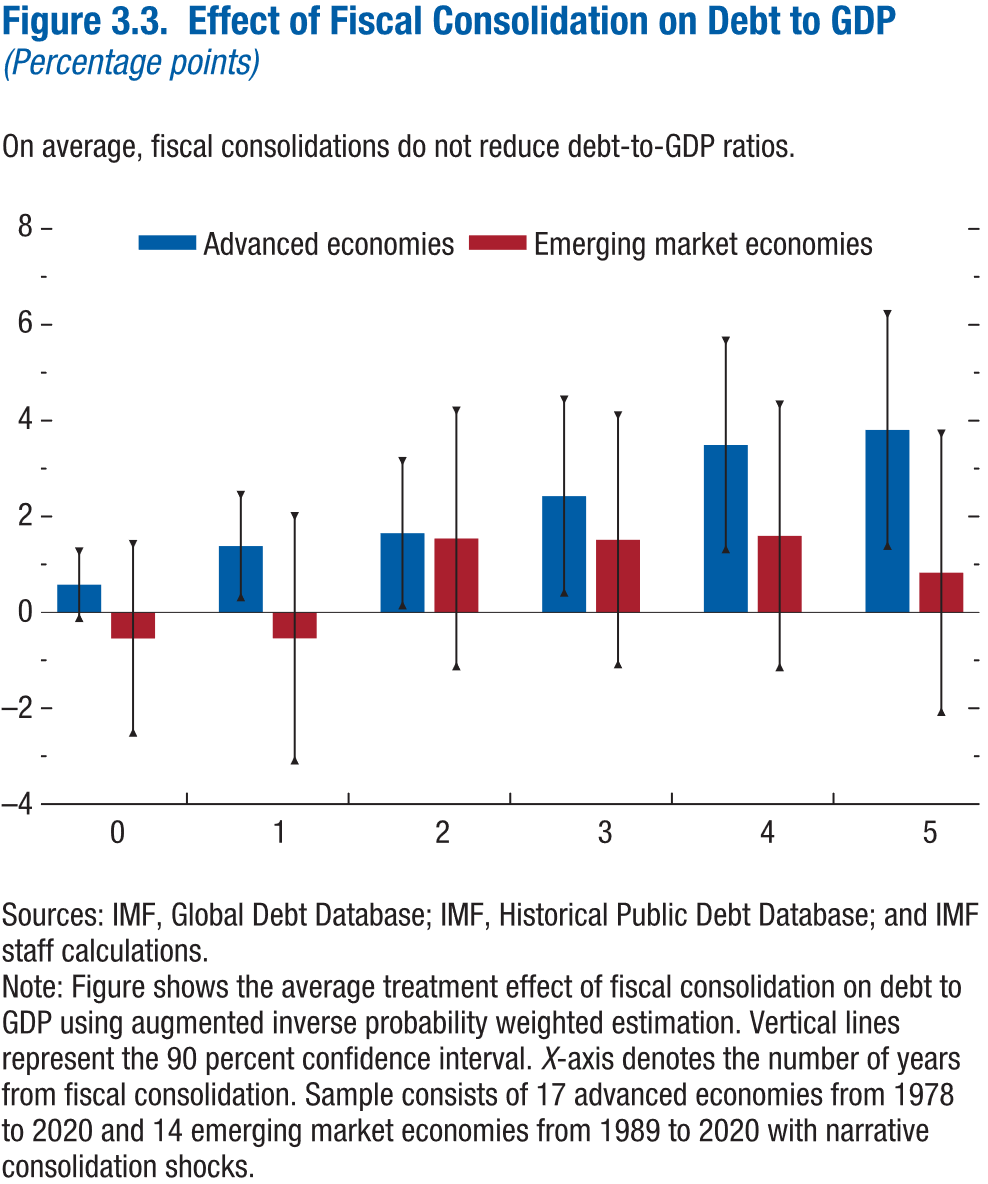 Figure 3.3. Effect of Fiscal Consolidation on Debt to GDP
(Percentage points)
On average, fiscal consolidations do not reduce debt-to-GDP ratios.
Advanced economies
Emerging market economies
8
6
4
2
0
–2
–4
0 1 2 3 4 5
Sources: IMF, Global Debt Database; IMF, Historical Public Debt Database; and IMF
staff calculations.
Note: Figure shows the average treatment effect of fiscal consolidation on debt to
GDP using augmented inverse probability weighted estimation. Vertical lines
represent the 90 percent confidence interval. X-axis denotes the number of years
from fiscal consolidation. Sample consists of 17 advanced economies from 1978
to 2020 and 14 emerging market economies from 1989 to 2020 with narrative
consolidation shocks.